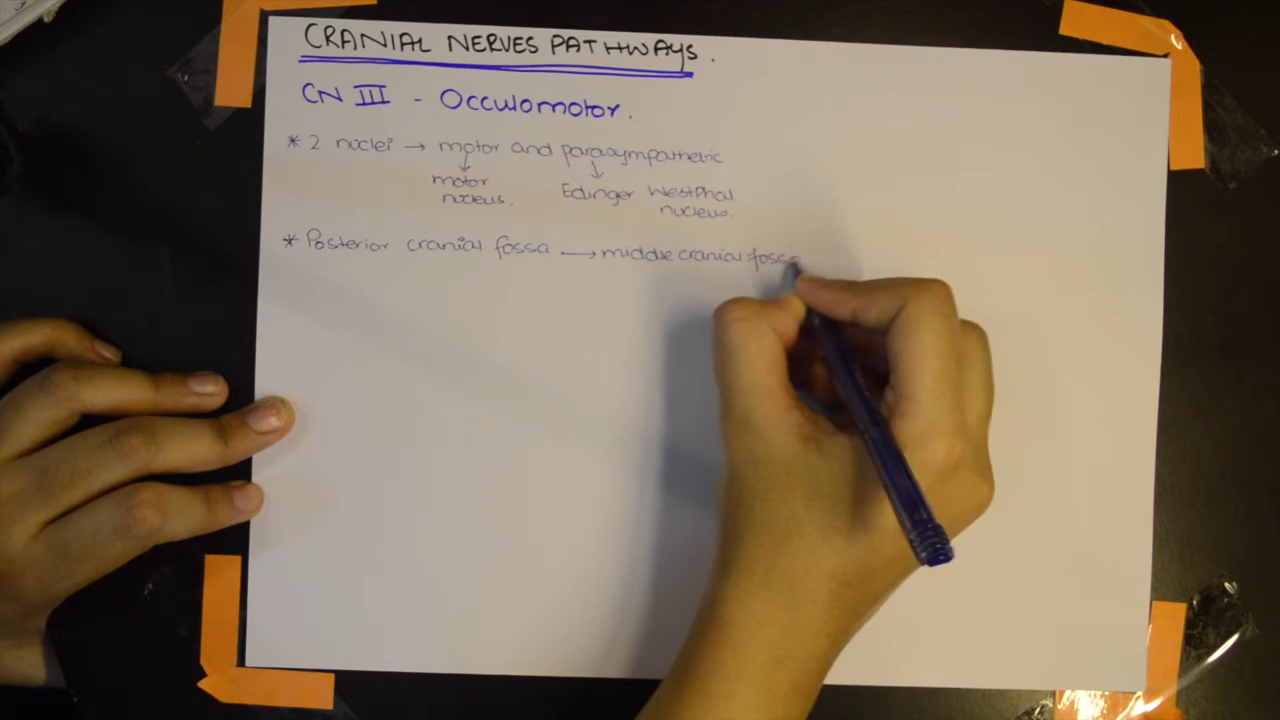 CRANIAL NERVES PATHWAYS.
CN III - Occulomotor.
* 2 nuclei → motor and parasympathetic
↓ ↓
motor Edinger Westphal
nucleus. nucleus.
* Posterior cranial fossa → middle cranial foss